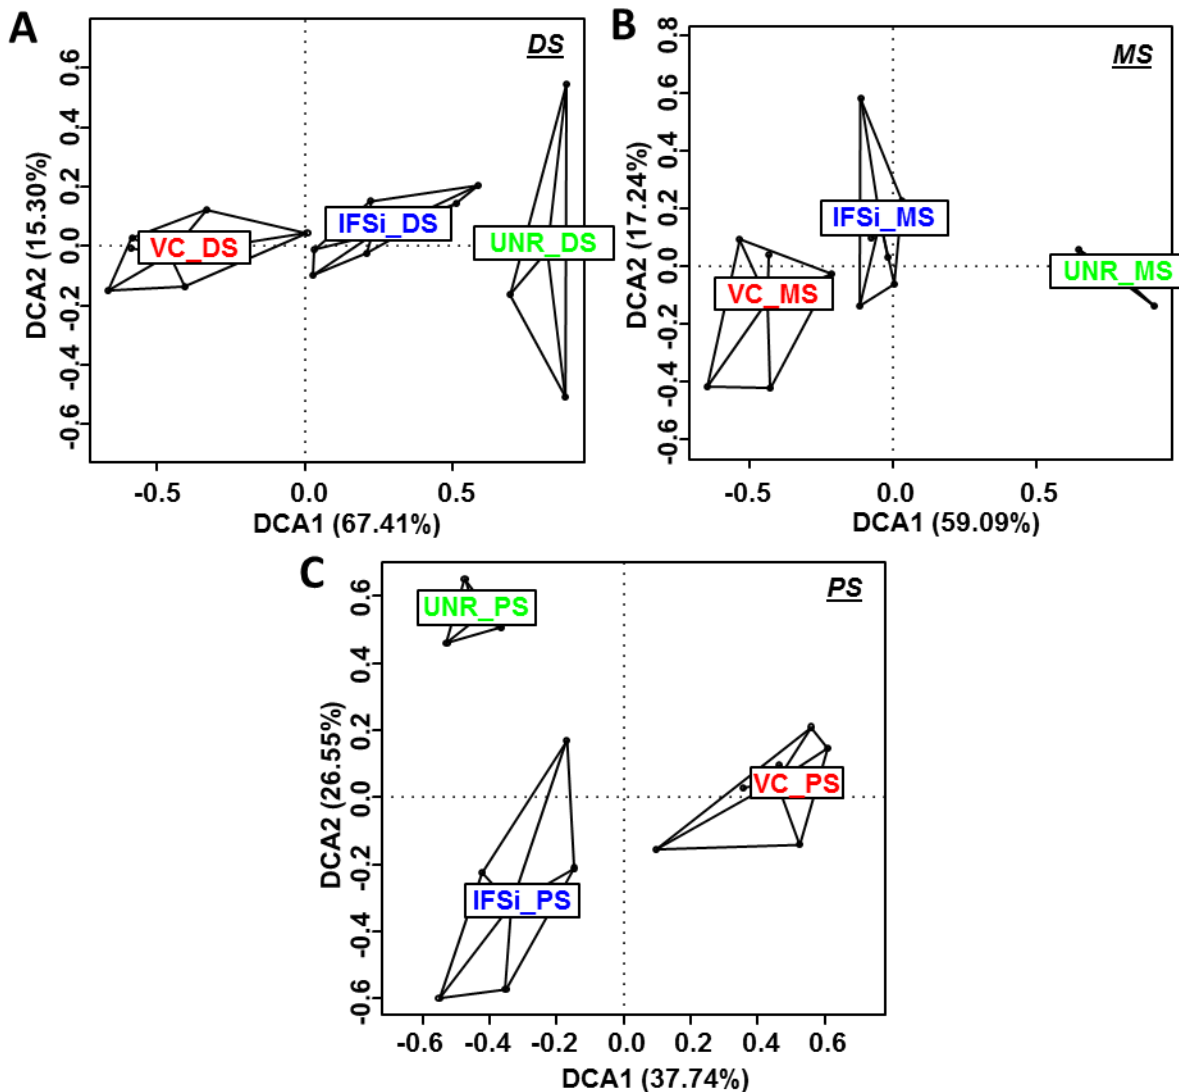 A
DS
DCA2 (15.30%)
0.6
0.4
0.2
0.0
-0.2
-0.4
-0.6
VC_DS
IFSi_DS
UNR_DS
-0.5
0.0
0.5
DCA1 (67.41%)
B
MS
DCA2 (17.24%)
0.8
0.6
0.4
0.2
0.0
-0.2
-0.4
-0.6
IFSi_MS
VC_MS
UNR_MS
-0.5
0.0
0.5
DCA1 (59.09%)
C
PS
DCA2 (26.55%)
0.6
0.4
0.2
0.0
-0.2
-0.4
-0.6
UNR_PS
VC_PS
IFSi_PS
-0.6
-0.4
-0.2
0.0
0.2
0.4
0.6
DCA1 (37.74%)